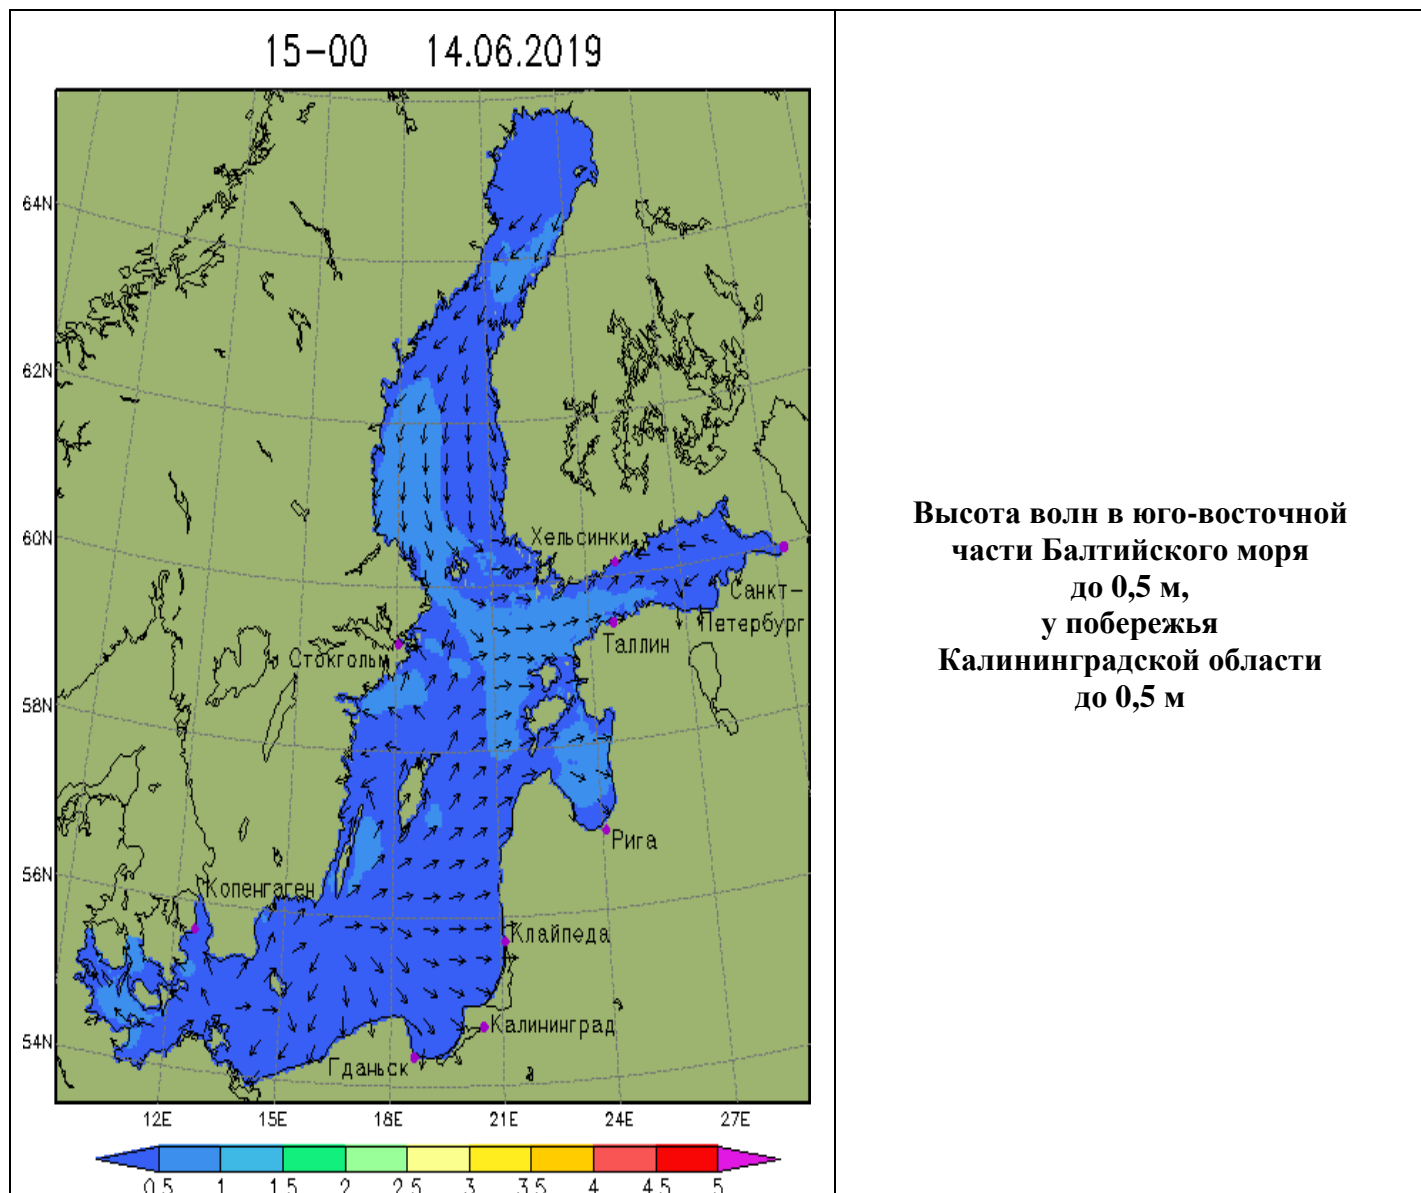 15-00 14.06.2019
64N
62N
60N
58N
56N
54N
Хельсинки
Санкт-
Петербург
Таллин
Стокгольм
Рига
Копенгаген
Клайпеда
Калининград
Гданьск
12E 15E 18E 21E 24E 27E
0.5 1 1.5 2 2.5 3 3.5 4 4.5 5
Высота волн в юго-восточной
части Балтийского моря
до 0,5 м,
у побережья
Калининградской области
до 0,5 м